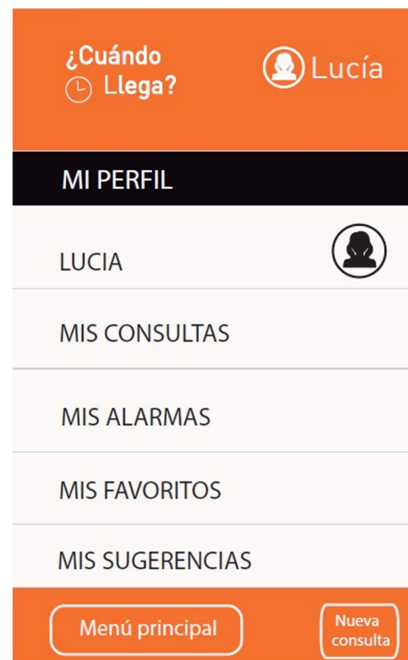 ¿Cuándo
Llega?
Lucía
MI PERFIL
LUCIA
MIS CONSULTAS
MIS ALARMAS
MIS FAVORITOS
MIS SUGERENCIAS
Menú principal
Nueva
consulta